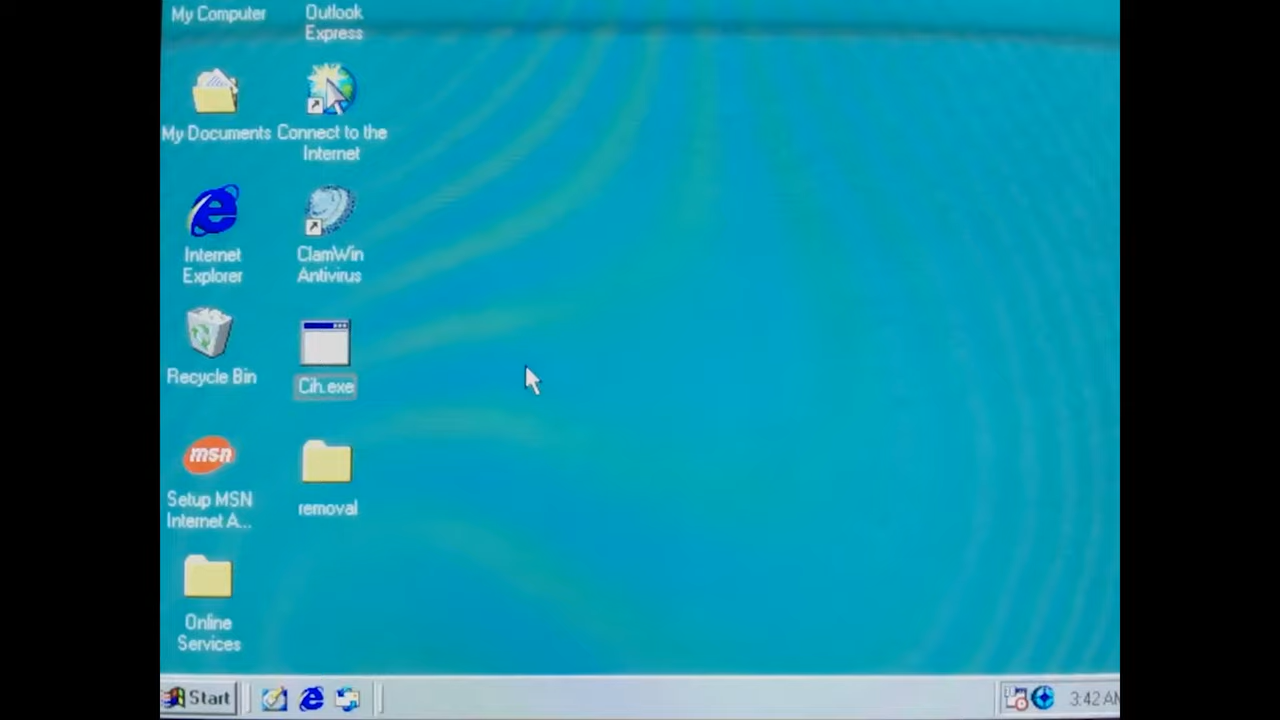 My Computer
Outlook
Express
My Documents
Connect to the
Internet
Internet
Explorer
ClamWin
Antivirus
Recycle Bin
Cih.exe
msn
Setup MSN
Internet A...
removal
Online
Services
Start
3:42 AM